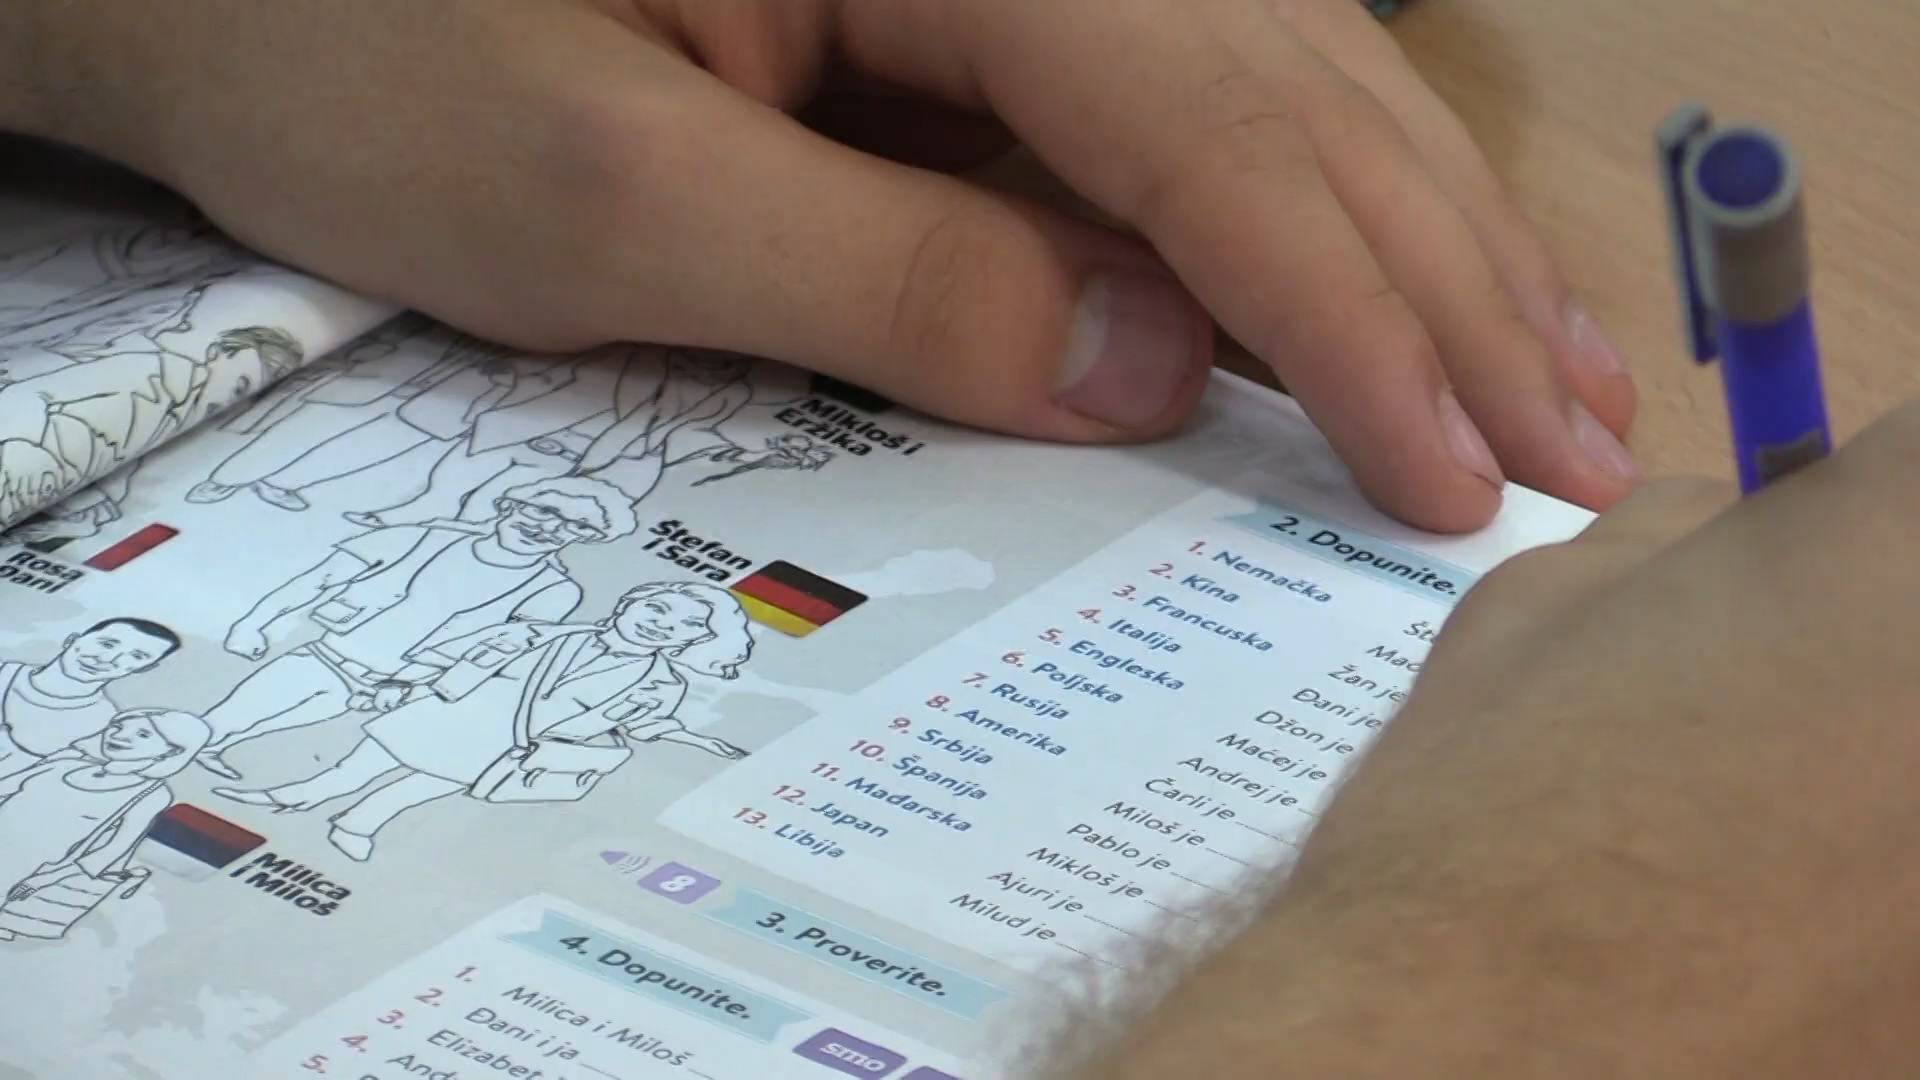 Mikloš i
Eržika
Štefan
i Sara
Rosa
Đani
Milica
i Miloš
2. Dopunite.
1. Nemačka
2. Kina
3. Francuska
4. Italija
5. Engleska
6. Poljska
7. Rusija
8. Amerika
9. Srbija
10. Španija
11. Mađarska
12. Japan
13. Libija
Žan je
Đani je
Džon je
Maćej je
Andrej je
Čarli je
Miloš je
Pablo je
Mikloš je
Ajuri je
Milud je
8
3. Proverite.
4. Dopunite.
smo
1. Milica i Miloš
2. Đani i ja
3. Elizabet
4.
5.